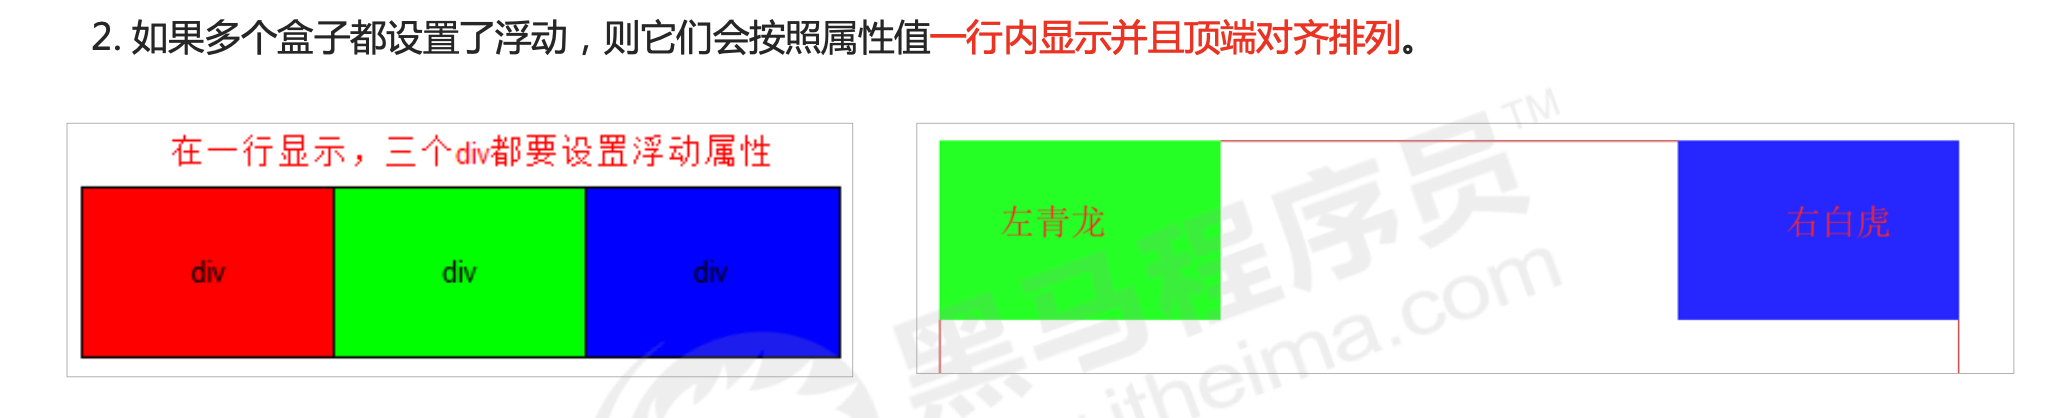 2. 如果多个盒子都设置了浮动，则它们会按照属性值一行内显示并且顶端对齐排列。
在一行显示，三个div都要设置浮动属性
div div div
左青龙 右白虎
黑马程序员™
itheima.com